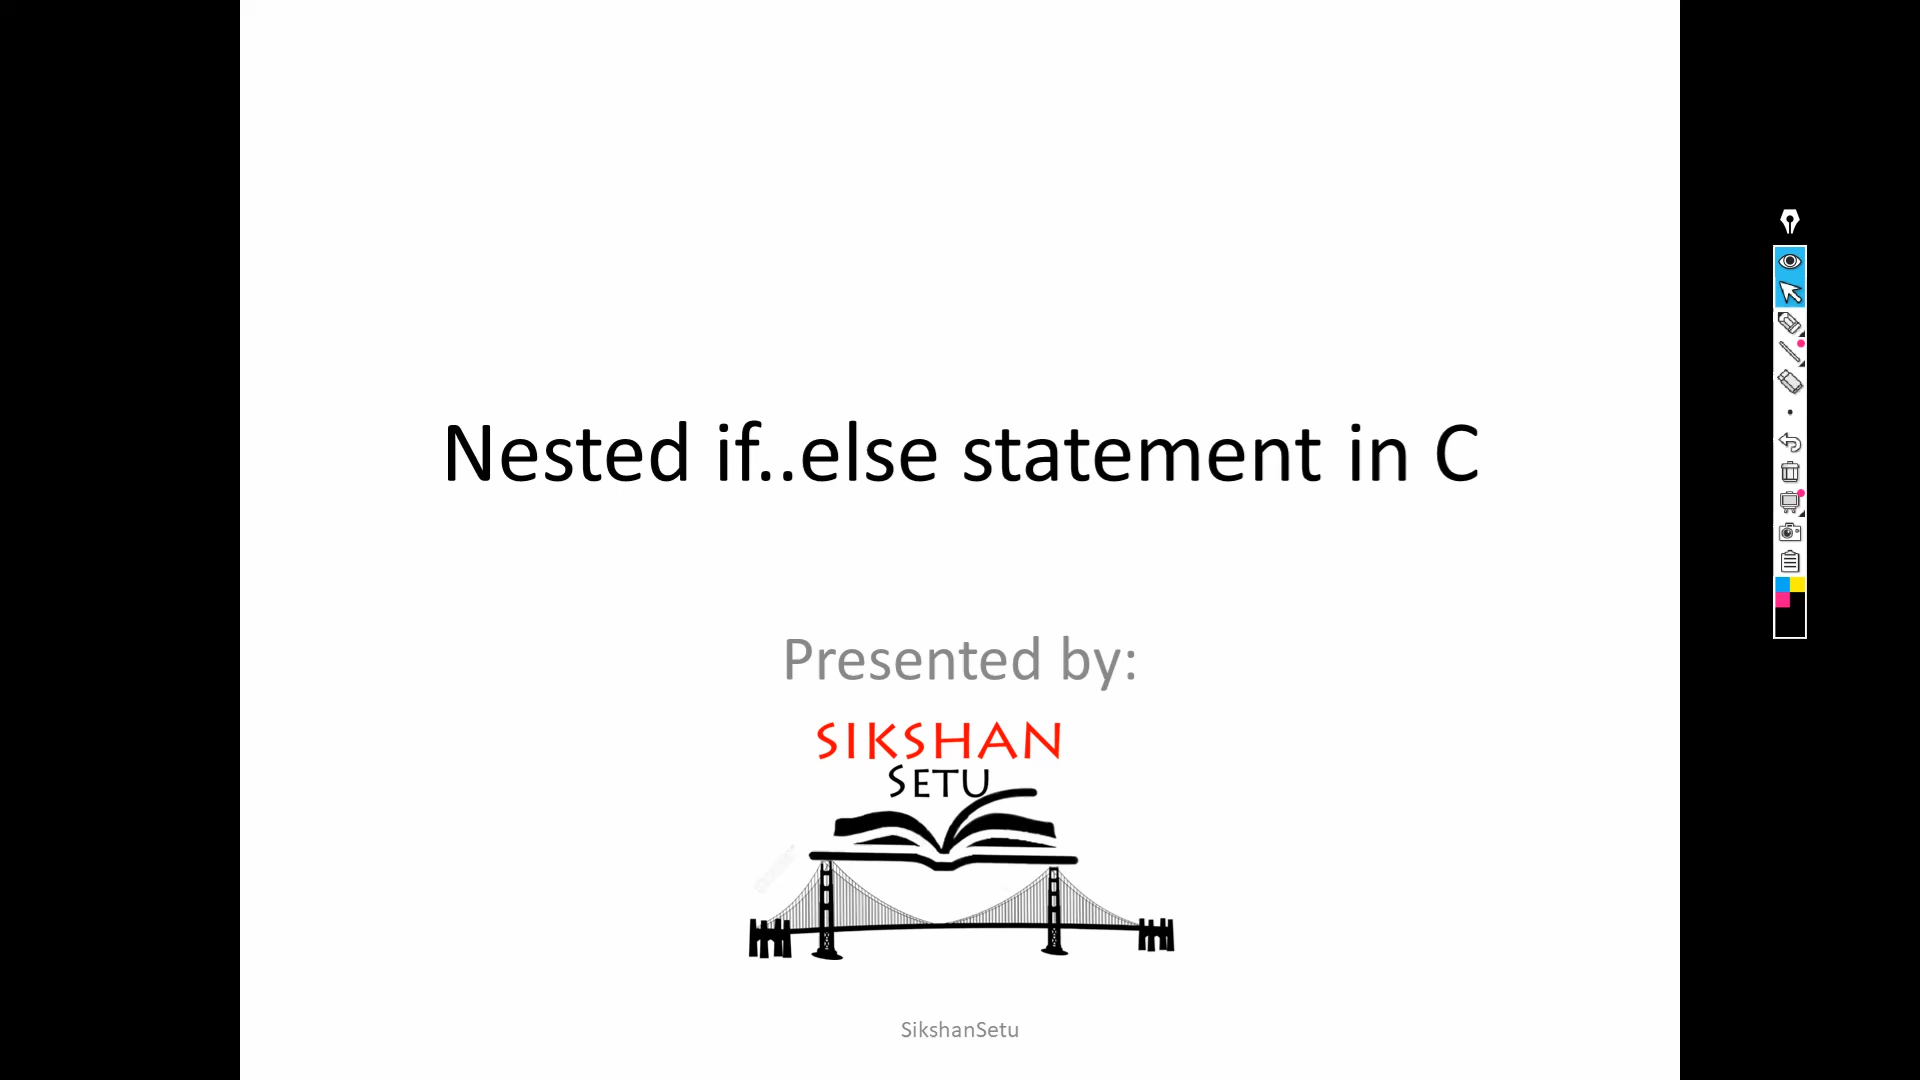 Nested if..else statement in C
Presented by:
SIKSHAN
SETU
SikshanSetu